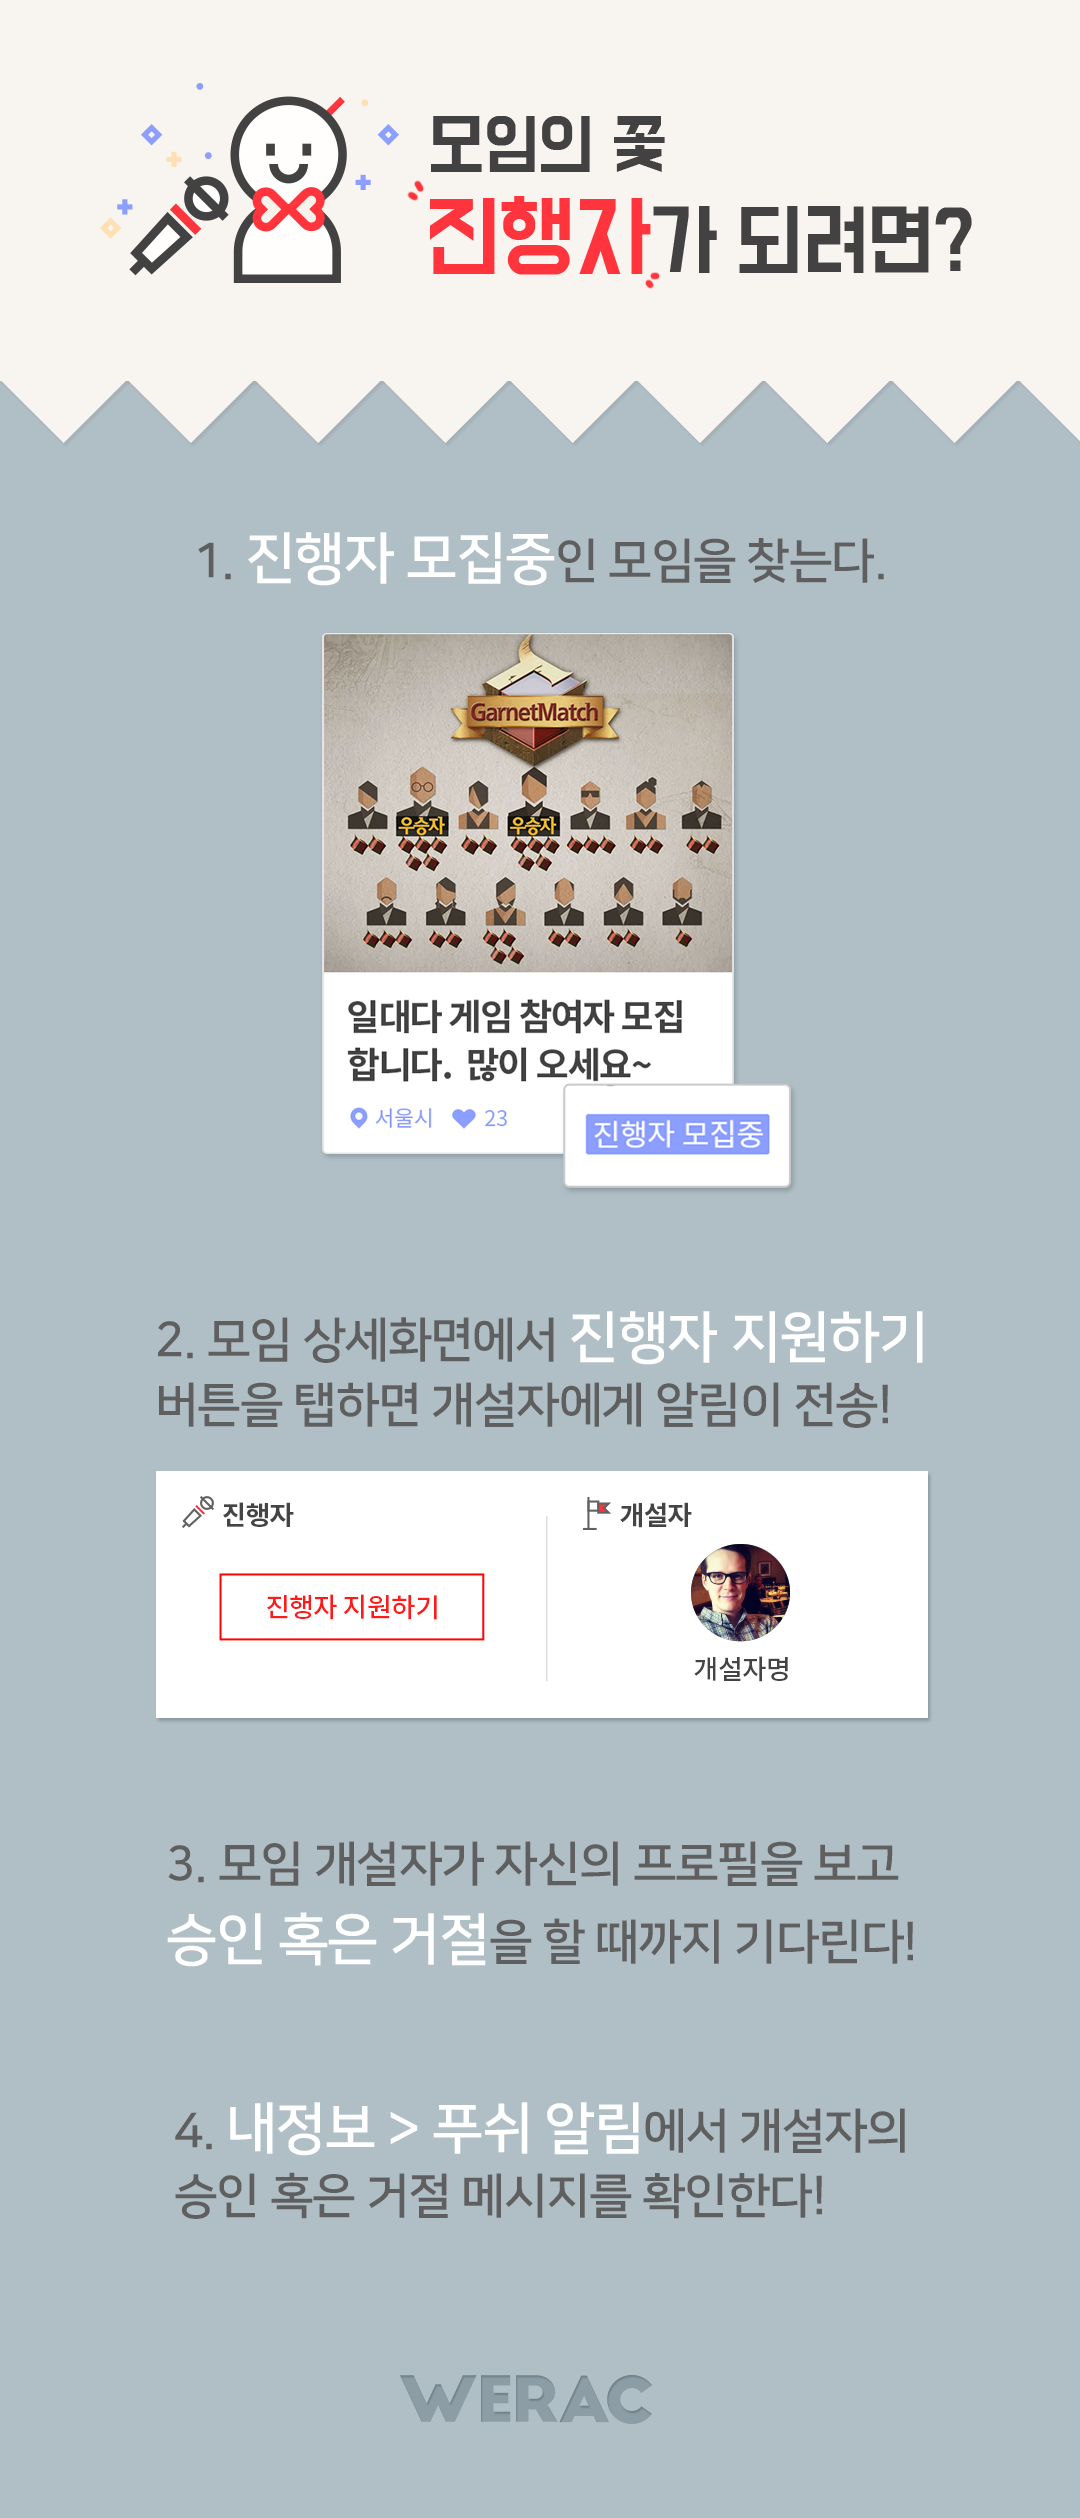 모임의 꽃
진행자가 되려면?
1. 진행자 모집중인 모임을 찾는다.
GarnetMatch
우승자 우승자
일대다 게임 참여자 모집
합니다. 많이 오세요~
서울시 23
진행자 모집중
2. 모임 상세화면에서 진행자 지원하기
버튼을 탭하면 개설자에게 알림이 전송!
진행자
진행자 지원하기
개설자
개설자명
3. 모임 개설자가 자신의 프로필을 보고
승인 혹은 거절을 할 때까지 기다린다!
4. 내정보 > 푸쉬 알림에서 개설자의
승인 혹은 거절 메시지를 확인한다!
WERAC